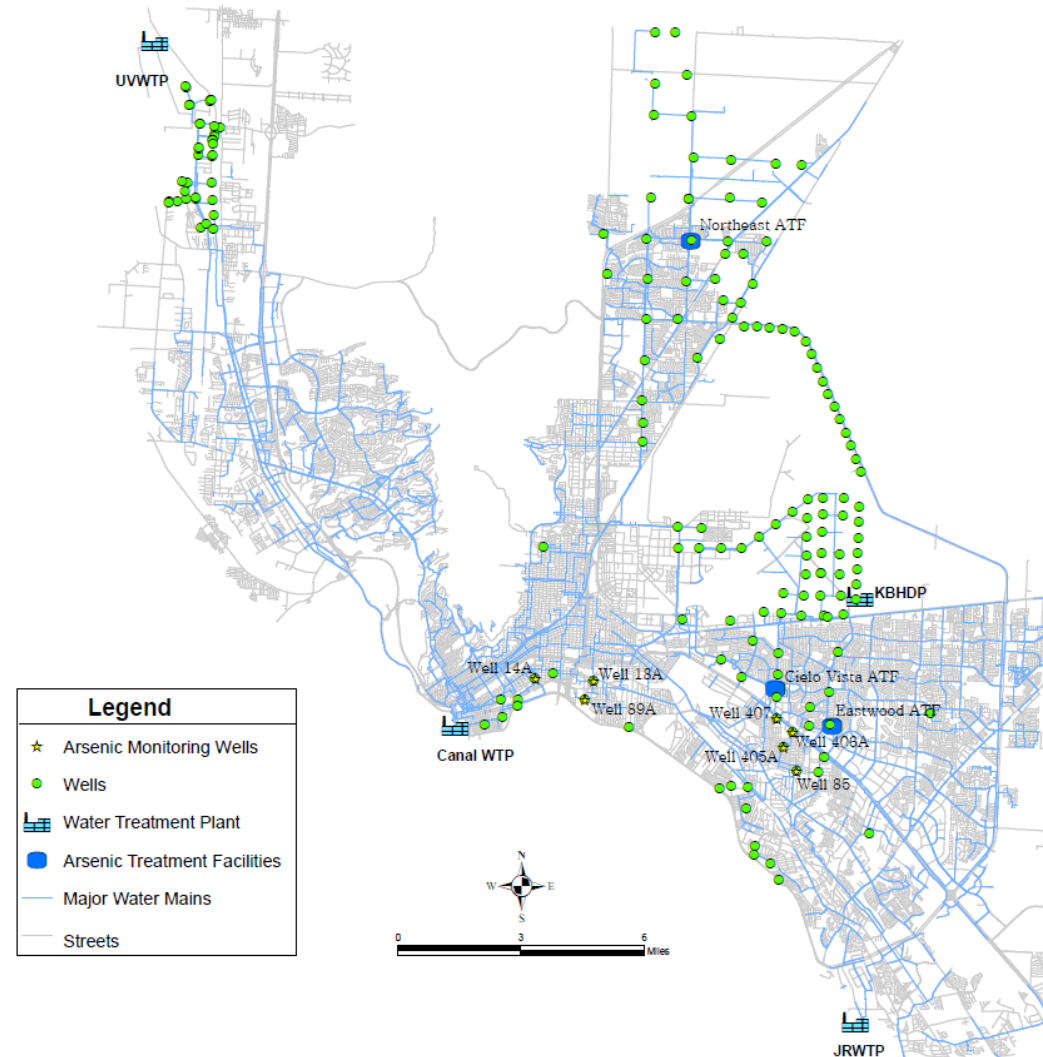 UVWTP
Northeast ATF
KBHDP
Well 14A
Well 18A
Cielo Vista ATF
Well 89A
Well 407
Eastwood ATF
Well 406A
Canal WTP
Well 405A
Well 85
Legend
Arsenic Monitoring Wells
Wells
Water Treatment Plant
Arsenic Treatment Facilities
Major Water Mains
Streets
N
W
E
S
0
3
6
Miles
JRWTP